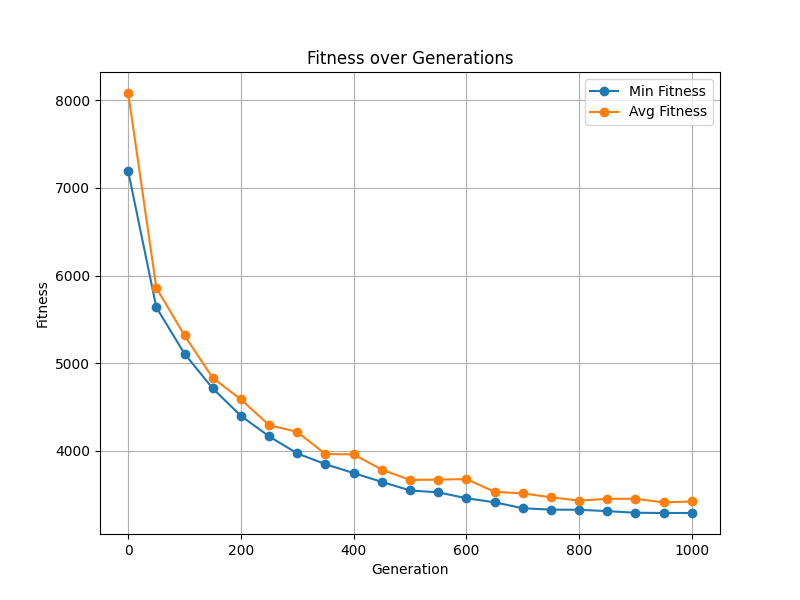 Fitness over Generations
Min Fitness
Avg Fitness
8000
7000
6000
5000
4000
Fitness
0 200 400 600 800 1000
Generation